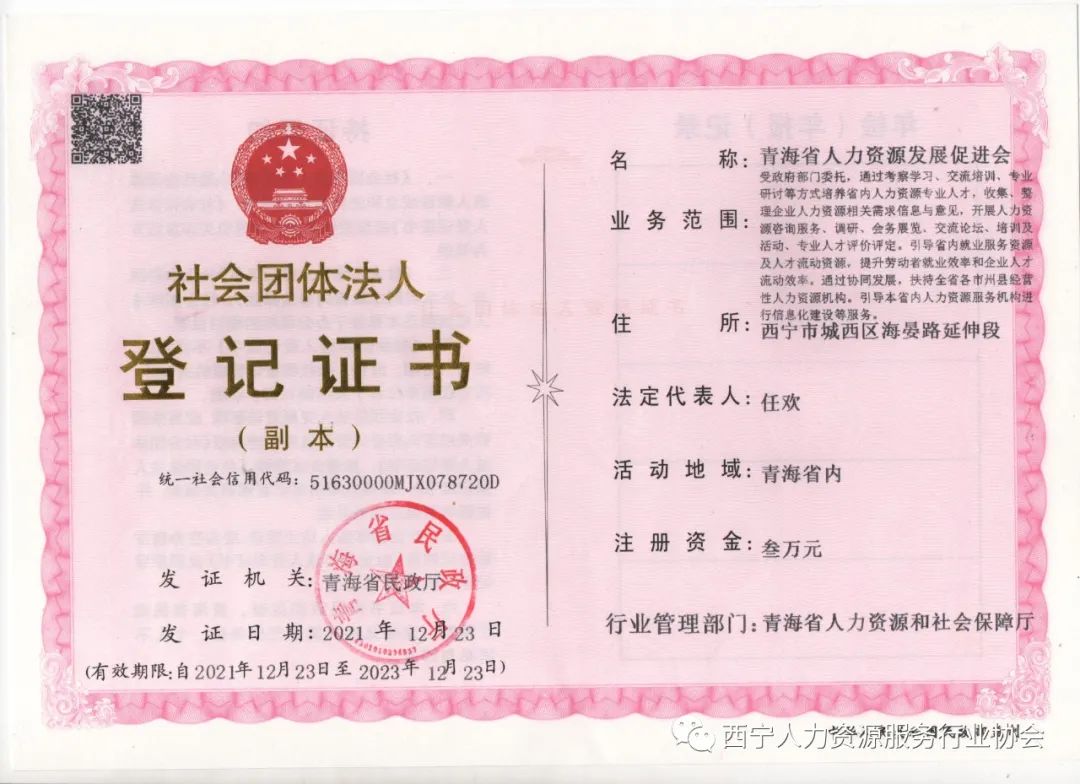 社会团体法人
登记证书
(副本)
统一社会信用代码: 51630000MJX078720D
发证机关: 青海省民政厅
发证日期: 2021年12月23日
(有效期限:自2021年12月23日至2023年12月23日)
青海省民政厅
名称: 青海省人力资源发展促进会
业务范围:
受政府部门委托,通过考察学习、交流培训、专业
研讨等方式培养省内人力资源专业人才,收集、整
理企业人力资源相关需求信息与意见,开展人力资
源咨询服务、调研、会务展览、交流论坛、培训及
活动、专业人才评价评定。引导省内就业服务资源
及人才流动资源,提升劳动者就业效率和企业人才
流动效率。通过协同发展,扶持全省各市州县经营
性人力资源机构。引导本省内人力资源服务机构进
行信息化建设等服务。
住所: 西宁市城西区海晏路延伸段
法定代表人: 任欢
活动地域: 青海省内
注册资金: 叁万元
行业管理部门: 青海省人力资源和社会保障厅
西宁人力资源服务行业协会